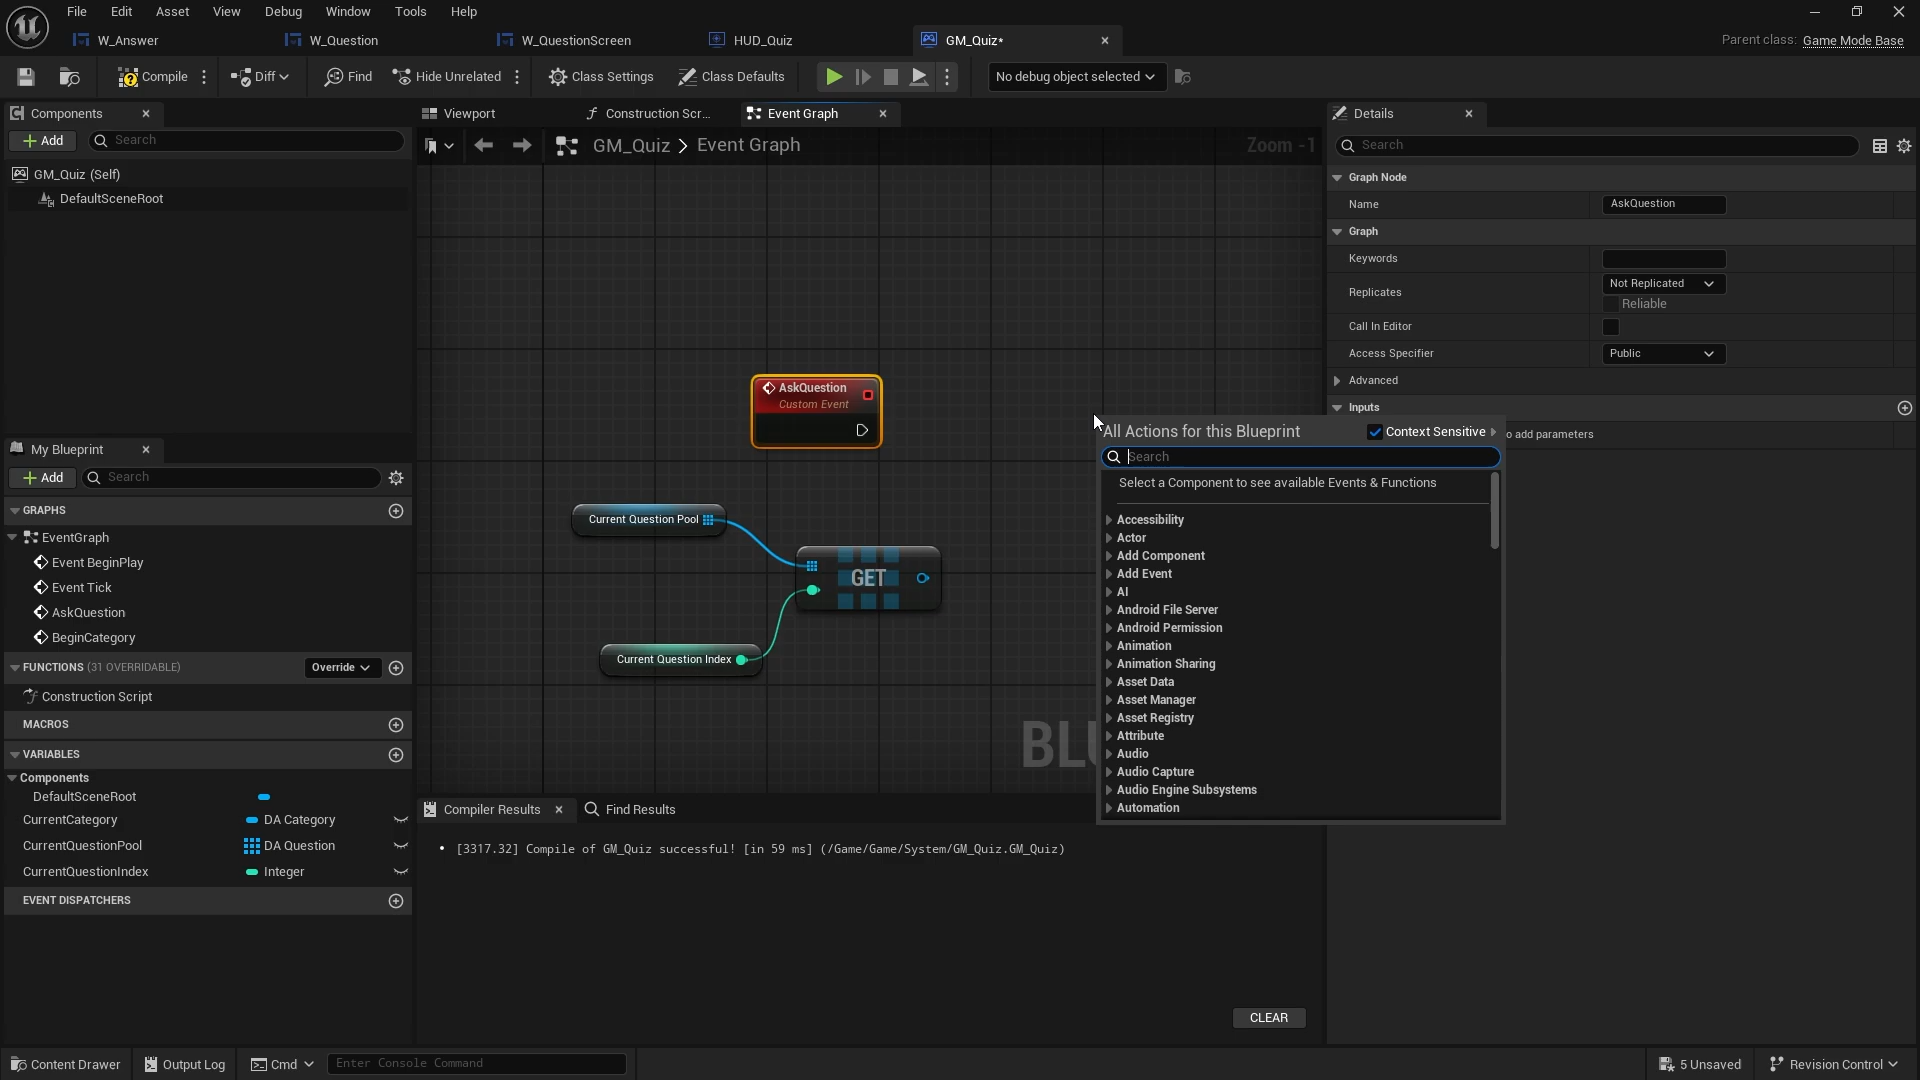 File Edit Asset View Debug Window Tools Help
W_Answer W_Question W_QuestionScreen HUD_Quiz GM_Quiz* Parent class: Game Mode Base
Compile Diff Find Hide Unrelated Class Settings Class Defaults No debug object selected
Components
Add Search
GM_Quiz (Self)
DefaultSceneRoot
My Blueprint
Add Search
GRAPHS
EventGraph
Event BeginPlay
Event Tick
AskQuestion
BeginCategory
FUNCTIONS (31 OVERRIDABLE) Override
Construction Script
MACROS
VARIABLES
Components
DefaultSceneRoot
CurrentCategory DA Category
CurrentQuestionPool DA Question
CurrentQuestionIndex Integer
EVENT DISPATCHERS
Viewport Construction Scr... Event Graph
GM_Quiz > Event Graph Zoom -1
AskQuestion
Custom Event
Current Question Pool
GET
Current Question Index
BLU
All Actions for this Blueprint Context Sensitive
Search
Select a Component to see available Events & Functions
Accessibility
Actor
Add Component
Add Event
AI
Android File Server
Android Permission
Animation
Animation Sharing
Asset Data
Asset Manager
Asset Registry
Attribute
Audio
Audio Capture
Audio Engine Subsystems
Automation
Compiler Results Find Results
• [3317.32] Compile of GM_Quiz successful! [in 59 ms] (/Game/Game/System/GM_Quiz.GM_Quiz)
CLEAR
Details
Search
Graph Node
Name AskQuestion
Graph
Keywords
Replicates Not Replicated
Reliable
Call In Editor
Access Specifier Public
Advanced
Inputs
o add parameters
Content Drawer Output Log Cmd Enter Console Command 5 Unsaved Revision Control